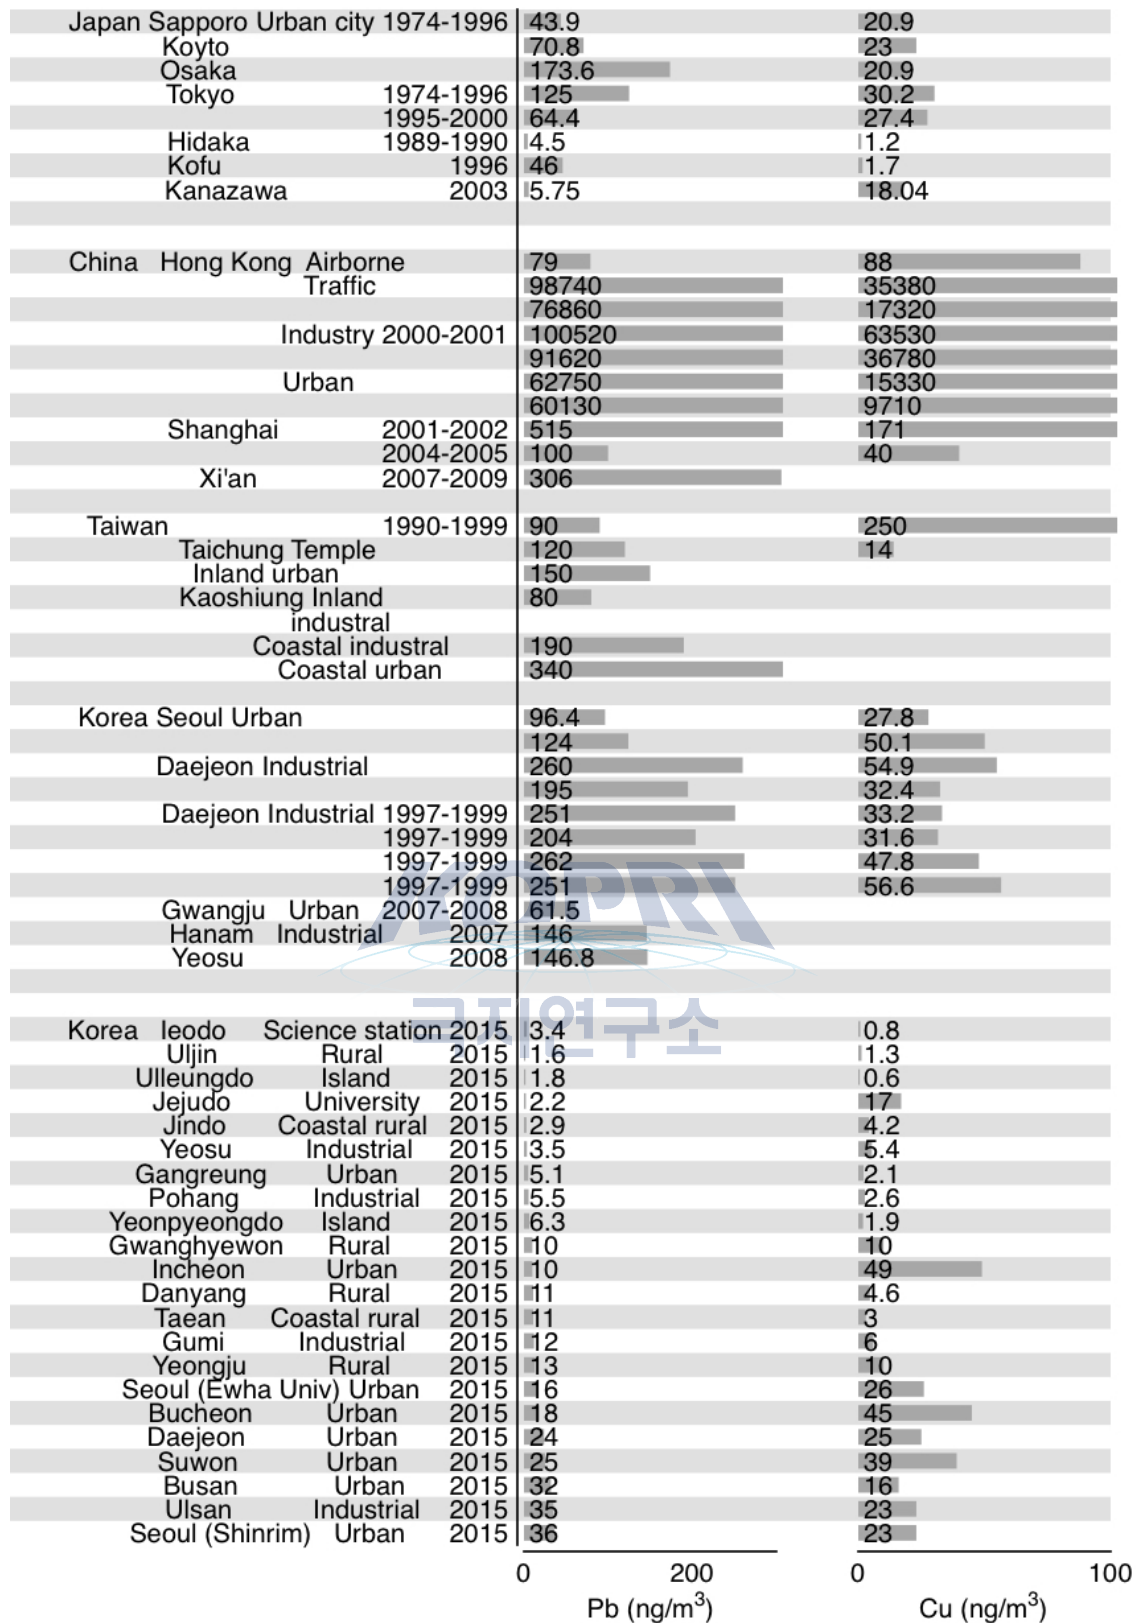 Japan Sapporo Urban city 1974-1996 43.9 20.9
Koyto 70.8 23
Osaka 173.6 20.9
Tokyo 1974-1996 125 30.2
1995-2000 64.4 27.4
Hidaka 1989-1990 4.5 1.2
Kofu 1996 46 1.7
Kanazawa 2003 5.75 18.04
China Hong Kong Airborne 79 88
Traffic 98740 35380
76860 17320
Industry 2000-2001 100520 63530
91620 36780
Urban 62750 15330
60130 9710
Shanghai 2001-2002 515 171
2004-2005 100 40
Xi'an 2007-2009 306
Taiwan 1990-1999 90 250
Taichung Temple 120 14
Inland urban 150
Kaoshiung Inland 80
industral
Coastal industral 190
Coastal urban 340
Korea Seoul Urban 96.4 27.8
124 50.1
Daejeon Industrial 260 54.9
195 32.4
Daejeon Industrial 1997-1999 251 33.2
1997-1999 204 31.6
1997-1999 262 47.8
1997-1999 251 56.6
Gwangju Urban 2007-2008 61.5
Hanam Industrial 2007 146
Yeosu 2008 146.8
KOPRI
극지연구소
Korea Ieodo Science station 2015 3.4 0.8
Uljin Rural 2015 1.6 1.3
Ulleungdo Island 2015 1.8 0.6
Jejudo University 2015 2.2 17
Jindo Coastal rural 2015 2.9 4.2
Yeosu Industrial 2015 3.5 5.4
Gangreung Urban 2015 5.1 2.1
Pohang Industrial 2015 5.5 2.6
Yeonpyeongdo Island 2015 6.3 1.9
Gwanghyewon Rural 2015 10 10
Incheon Urban 2015 10 49
Danyang Rural 2015 11 4.6
Taean Coastal rural 2015 11 3
Gumi Industrial 2015 12 6
Yeongju Rural 2015 13 10
Seoul (Ewha Univ) Urban 2015 16 26
Bucheon Urban 2015 18 45
Daejeon Urban 2015 24 25
Suwon Urban 2015 25 39
Busan Urban 2015 32 16
Ulsan Industrial 2015 35 23
Seoul (Shinrim) Urban 2015 36 23
0 200 0 100
Pb (ng/m³) Cu (ng/m³)